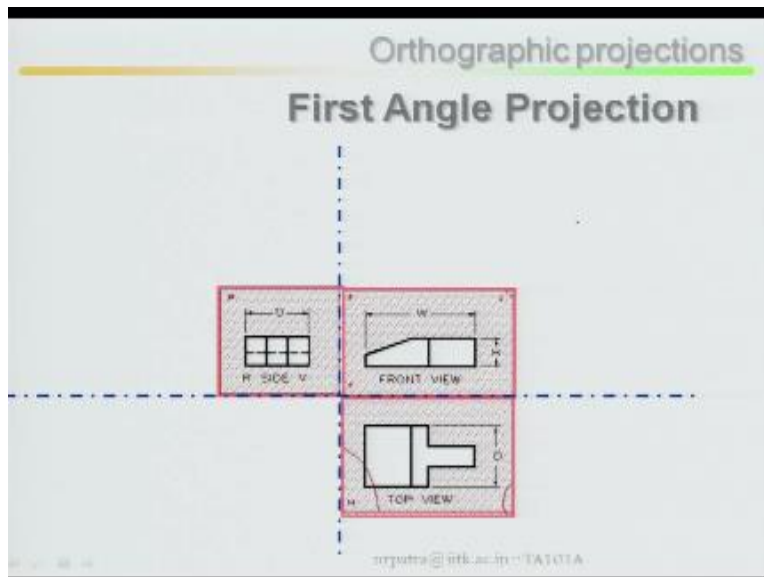 Orthographic projections
First Angle Projection
D
W
H
R SIDE V
FRONT VIEW
D
TOP VIEW
H